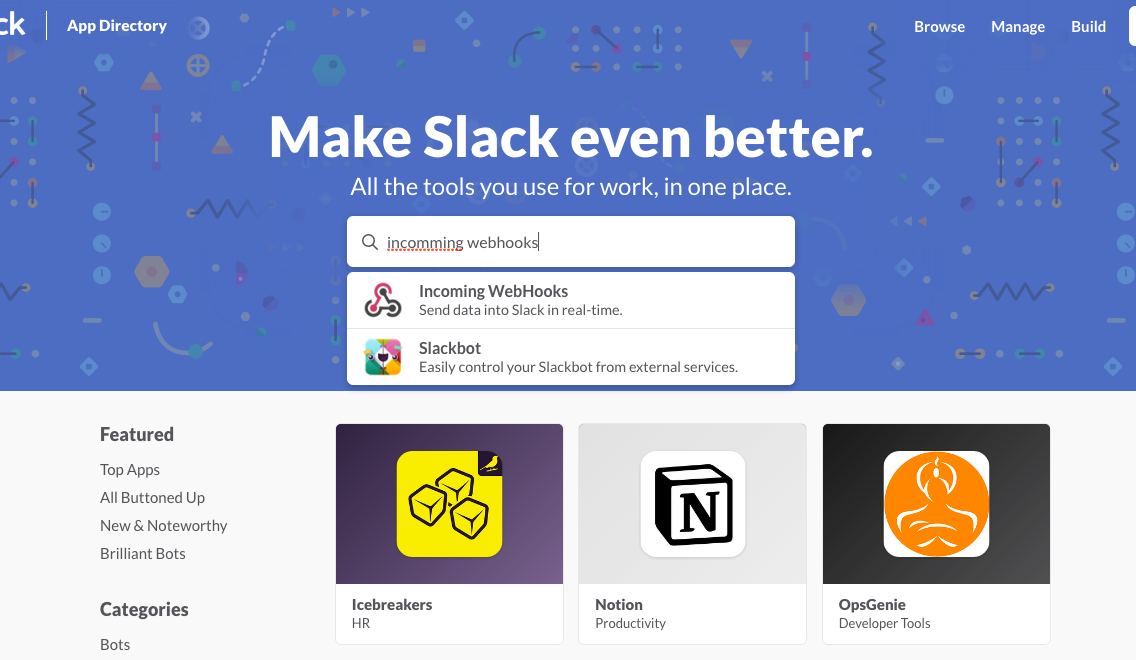 ck
App Directory
Browse
Manage
Build
Make Slack even better.
All the tools you use for work, in one place.
incomming webhooks
Incoming WebHooks
Send data into Slack in real-time.
Slackbot
Easily control your Slackbot from external services.
Featured
Top Apps
All Buttoned Up
New & Noteworthy
Brilliant Bots
Categories
Bots
N
Icebreakers
HR
Notion
Productivity
OpsGenie
Developer Tools